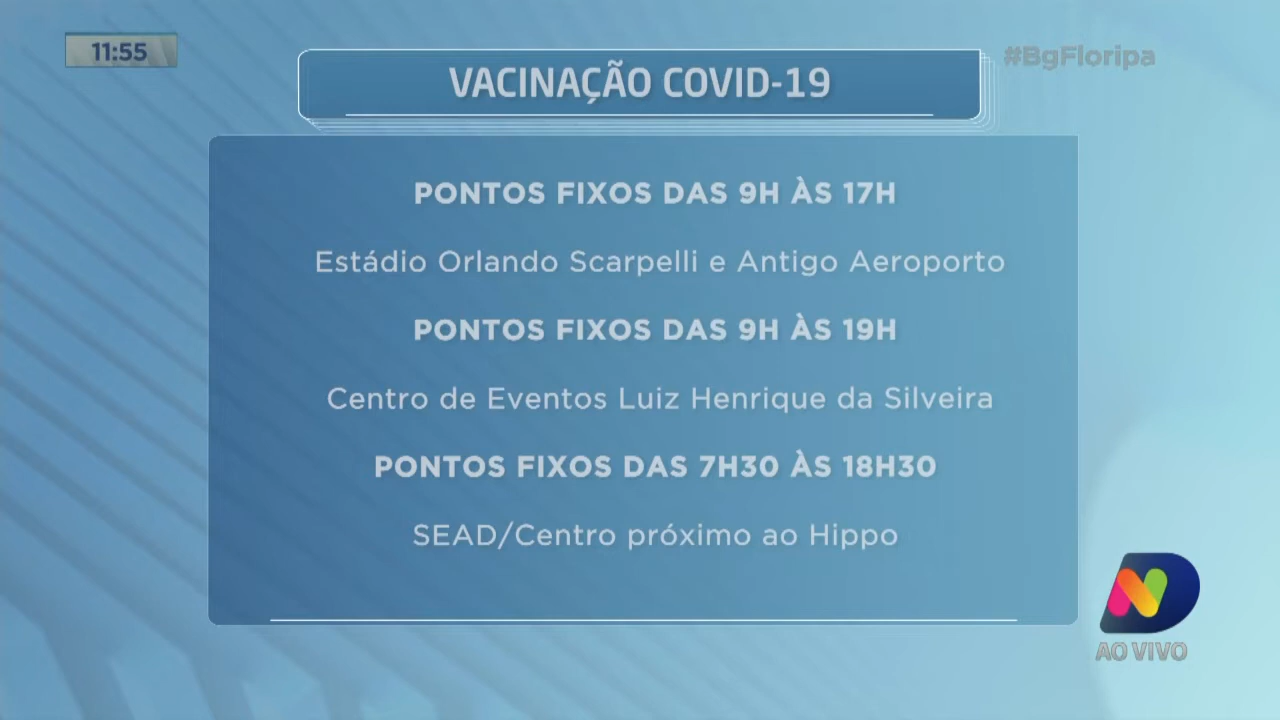 11:55
VACINAÇÃO COVID-19
#BgFloripa
PONTOS FIXOS DAS 9H ÀS 17H
Estádio Orlando Scarpelli e Antigo Aeroporto
PONTOS FIXOS DAS 9H ÀS 19H
Centro de Eventos Luiz Henrique da Silveira
PONTOS FIXOS DAS 7H30 ÀS 18H30
SEAD/Centro próximo ao Hippo
AO VIVO